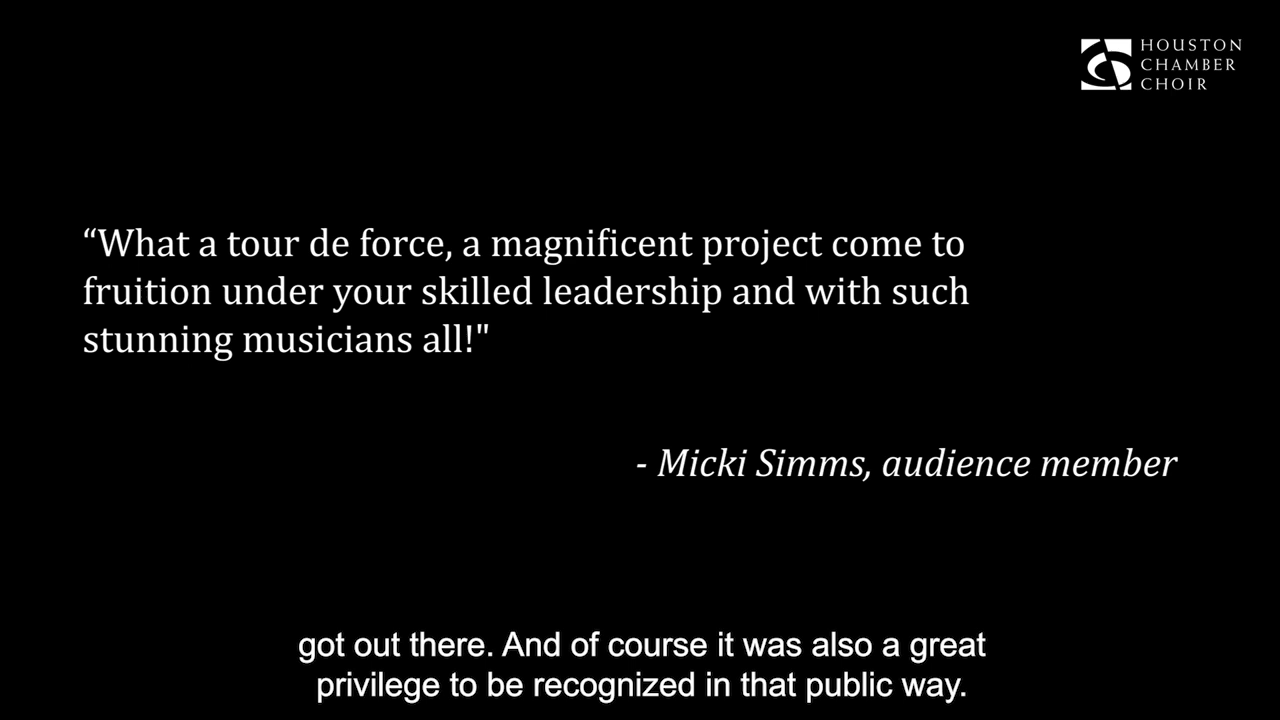 HOUSTON
CHAMBER
CHOIR
“What a tour de force, a magnificent project come to
fruition under your skilled leadership and with such
stunning musicians all!"
- Micki Simms, audience member
got out there. And of course it was also a great
privilege to be recognized in that public way.